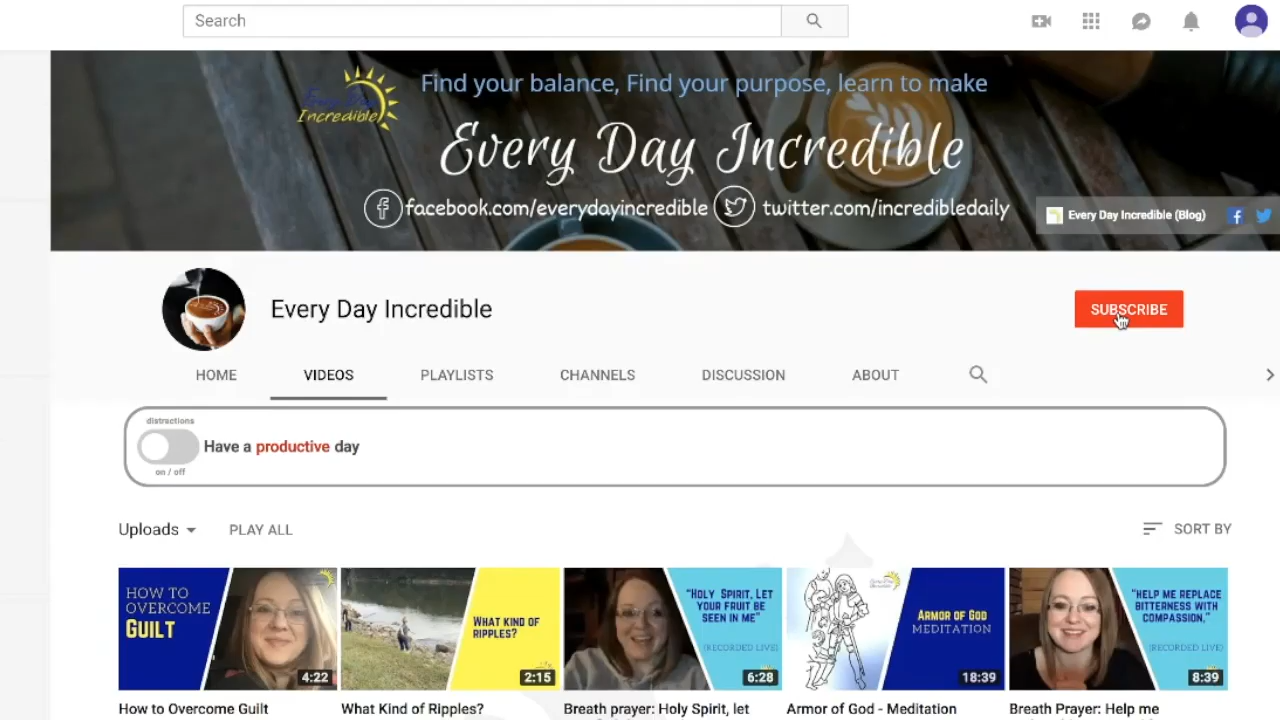 Search
Every Day
Incredible
Find your balance, Find your purpose, learn to make
Every Day Incredible
facebook.com/everydayincredible
twitter.com/incredibledaily
Every Day Incredible (Blog)
Every Day Incredible
SUBSCRIBE
HOME VIDEOS PLAYLISTS CHANNELS DISCUSSION ABOUT
distractions
Have a productive day
on / off
Uploads PLAY ALL SORT BY
HOW TO
OVERCOME
GUILT
4:22
WHAT KIND OF
RIPPLES?
2:15
"HOLY SPIRIT, LET
YOUR FRUIT BE
SEEN IN ME"
(RECORDED LIVE)
6:28
ARMOR OF GOD
MEDITATION
18:39
"HELP ME REPLACE
BITTERNESS WITH
COMPASSION,"
(RECORDED LIVE)
8:39
How to Overcome Guilt
What Kind of Ripples?
Breath prayer: Holy Spirit, let
Armor of God - Meditation
Breath Prayer: Help me